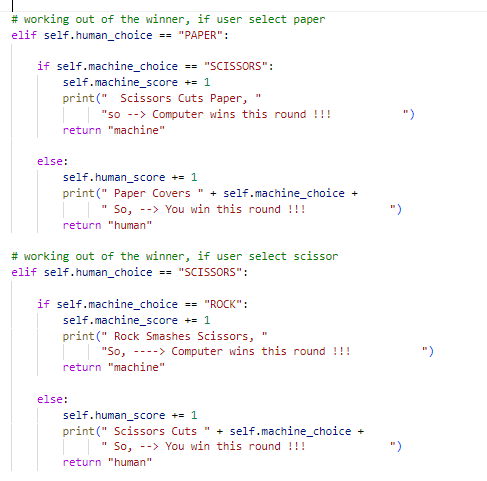 # working out of the winner, if user select paper
elif self.human_choice == "PAPER":
if self.machine_choice == "SCISSORS":
self.machine_score += 1
print("  Scissors Cuts Paper, "
"so --> Computer wins this round !!!           ")
return "machine"
else:
self.human_score += 1
print(" Paper Covers " + self.machine_choice +
" So, --> You win this round !!!             ")
return "human"
# working out of the winner, if user select scissor
elif self.human_choice == "SCISSORS":
if self.machine_choice == "ROCK":
self.machine_score += 1
print(" Rock Smashes Scissors, "
"So, ----> Computer wins this round !!!           ")
return "machine"
else:
self.human_score += 1
print(" Scissors Cuts " + self.machine_choice +
" So, --> You win this round !!!             ")
return "human"